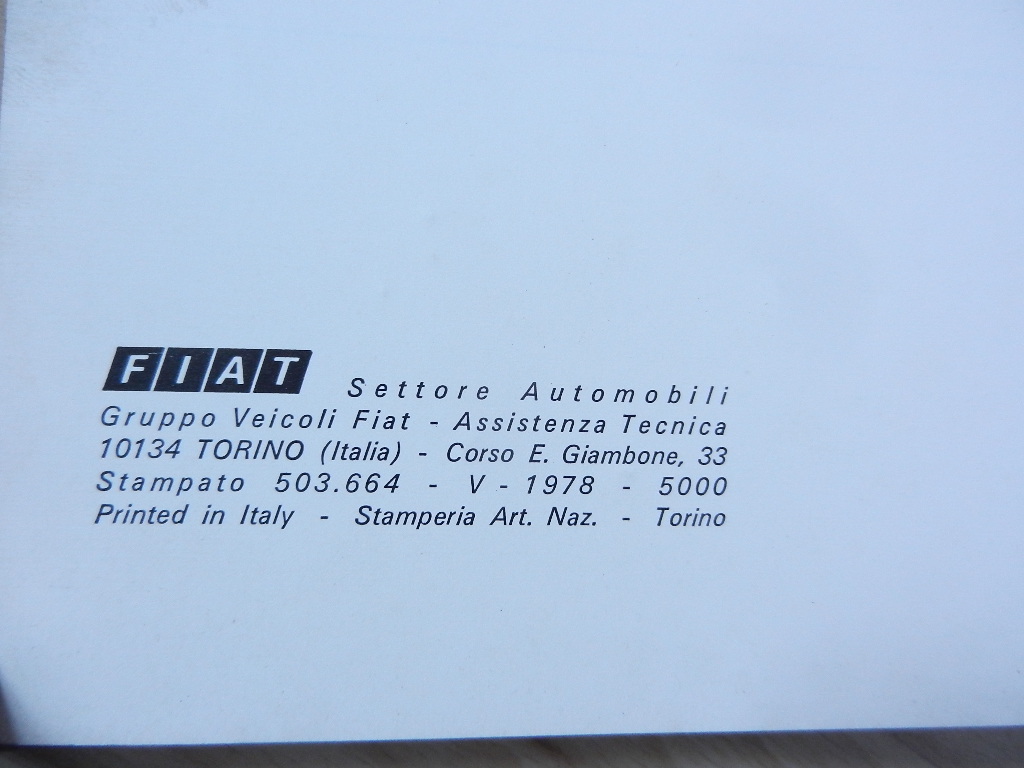 FIAT Settore Automobili
Gruppo Veicoli Fiat - Assistenza Tecnica
10134 TORINO (Italia) - Corso E. Giambone, 33
Stampato 503.664 - V - 1978 - 5000
Printed in Italy - Stamperia Art. Naz. - Torino